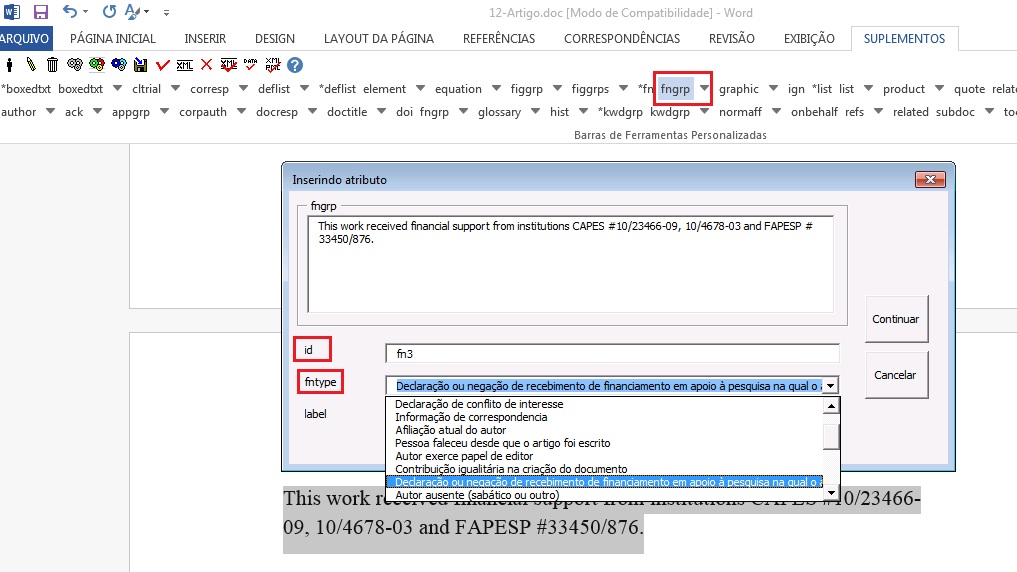 12-Artigo.doc [Modo de Compatibilidade] - Word
ARQUIVO PÁGINA INICIAL INSERIR DESIGN LAYOUT DA PÁGINA REFERÊNCIAS CORRESPONDÊNCIAS REVISÃO EXIBIÇÃO SUPLEMENTOS
*boxedtxt boxedtxt cltrial corresp deflist *deflist element equation figgrp figgrps *fn fngrp graphic ign *list list product quote relate
author ack appgrp corpauth docresp doctitle doi fngrp glossary hist *kwdgrp kwdgrp normaff onbehalf refs related subdoc to
Barras de Ferramentas Personalizadas
Inserindo atributo
fngrp
This work received financial support from institutions CAPES #10/23466-09, 10/4678-03 and FAPESP #
33450/876.
Continuar
id
fn3
Cancelar
fntype
Declaração ou negação de recebimento de financiamento em apoio à pesquisa na qual o a
label
Declaração de conflito de interesse
Informação de correspondencia
Afiliação atual do autor
Pessoa faleceu desde que o artigo foi escrito
Autor exerce papel de editor
Contribuição igualitária na criação do documento
Declaração ou negação de recebimento de financiamento em apoio à pesquisa na qual o a
Autor ausente (sabático ou outro)
This work received financial support from institutions CAPES #10/23466-
09, 10/4678-03 and FAPESP #33450/876.